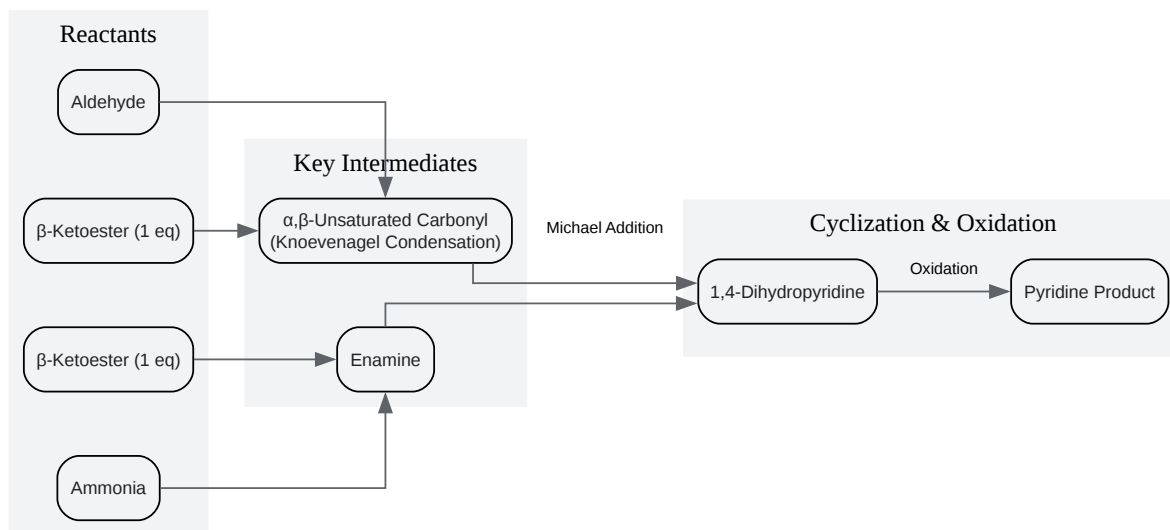 Reactants
Aldehyde
β-Ketoester (1 eq)
β-Ketoester (1 eq)
Ammonia
Key Intermediates
α,β-Unsaturated Carbonyl
(Knoevenagel Condensation)
Enamine
Michael Addition
Cyclization & Oxidation
1,4-Dihydropyridine
Oxidation
Pyridine Product